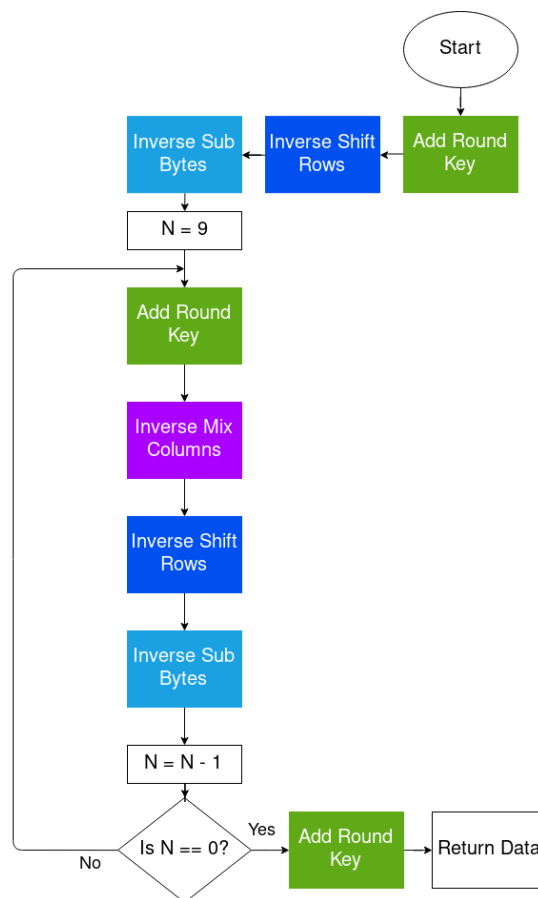 Start
Add Round
Key
Inverse Shift
Rows
Inverse Sub
Bytes
N = 9
Add Round
Key
Inverse Mix
Columns
Inverse Shift
Rows
Inverse Sub
Bytes
N = N - 1
Is N == 0?
No
Yes
Add Round
Key
Return Data